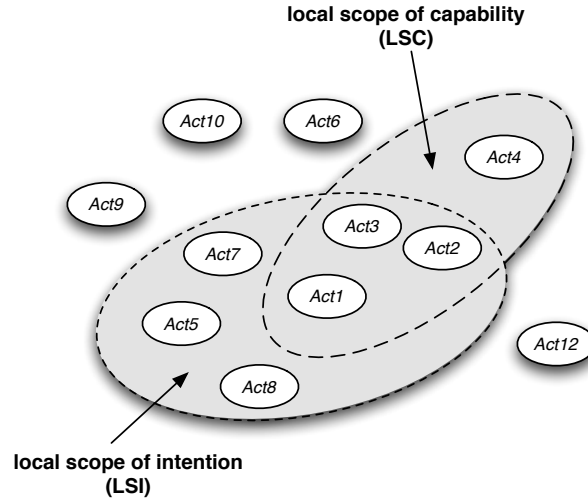 local scope of capability
(LSC)
Act10
Act6
Act4
Act9
Act3
Act2
Act7
Act1
Act5
Act12
Act8
local scope of intention
(LSI)